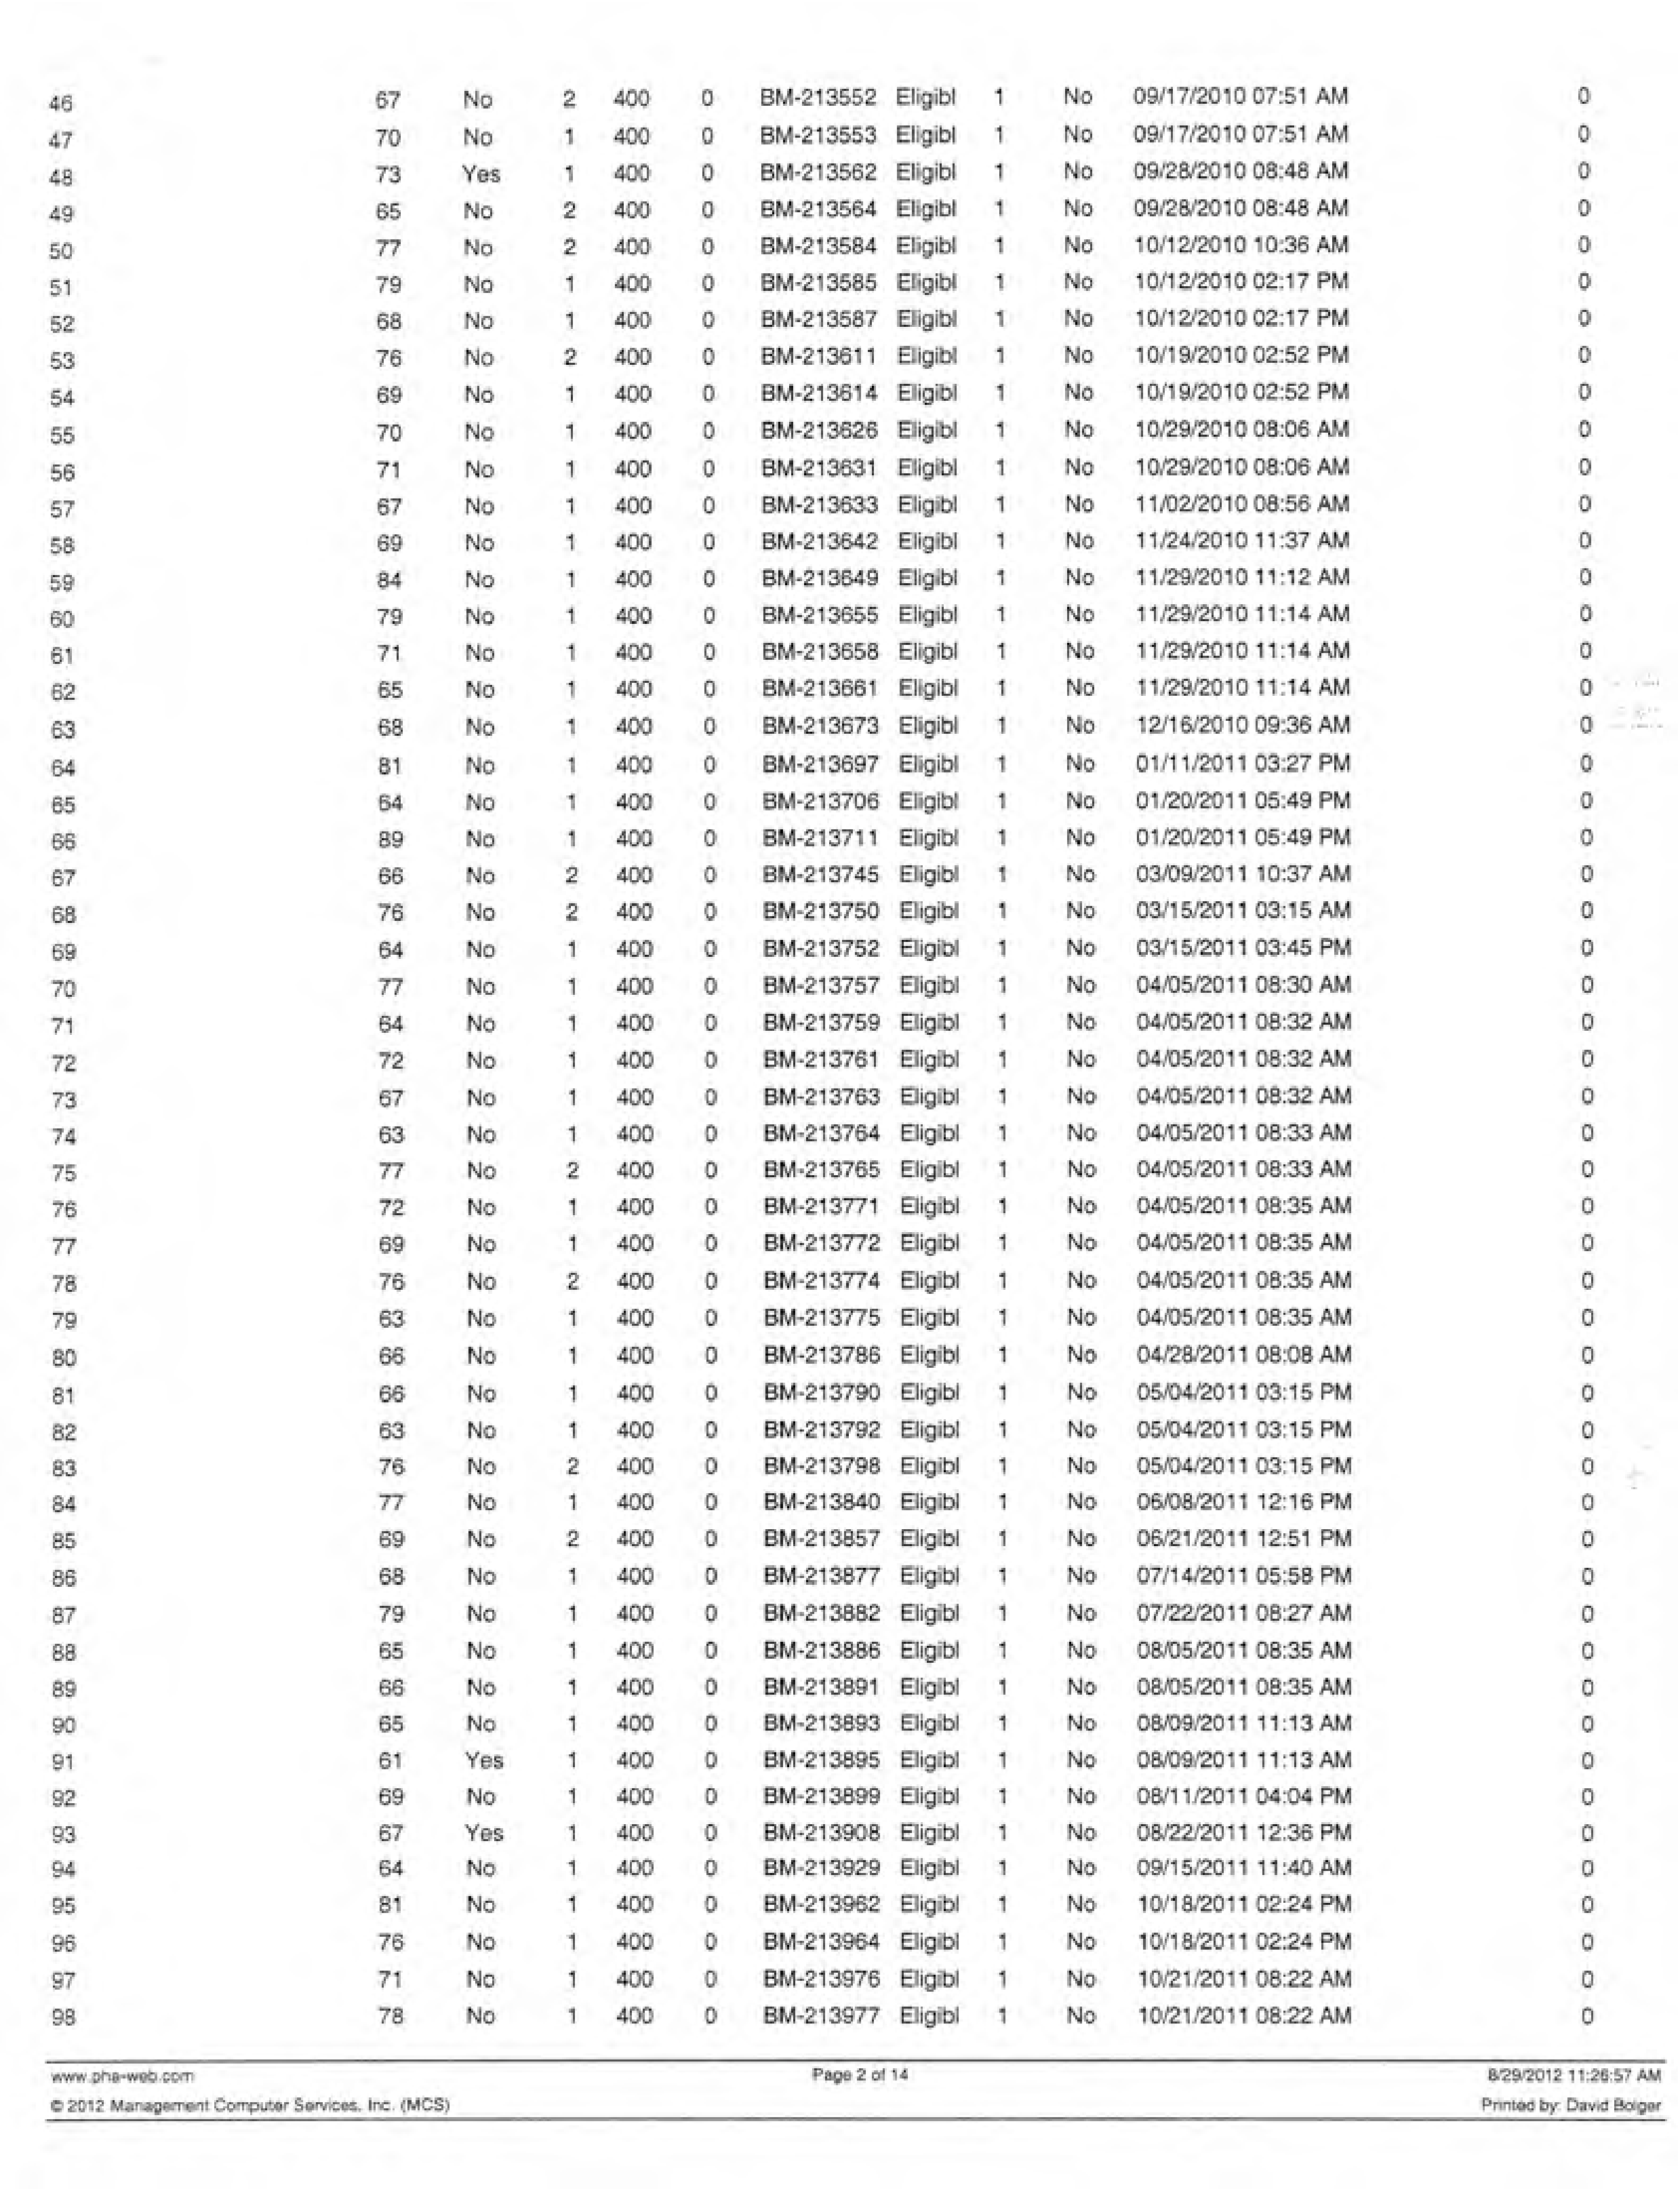 46 67 No 2 400 0 BM-213552 Eligibl 1 No 09/17/2010 07:51 AM 0
47 70 No 1 400 0 BM-213553 Eligibl 1 No 09/17/2010 07:51 AM 0
48 73 Yes 1 400 0 BM-213562 Eligibl 1 No 09/28/2010 08:48 AM 0
49 65 No 2 400 0 BM-213564 Eligibl 1 No 09/28/2010 08:48 AM 0
50 77 No 2 400 0 BM-213584 Eligibl 1 No 10/12/2010 10:36 AM 0
51 79 No 1 400 0 BM-213585 Eligibl 1 No 10/12/2010 02:17 PM 0
52 68 No 1 400 0 BM-213587 Eligibl 1 No 10/12/2010 02:17 PM 0
53 76 No 2 400 0 BM-213611 Eligibl 1 No 10/19/2010 02:52 PM 0
54 69 No 1 400 0 BM-213614 Eligibl 1 No 10/19/2010 02:52 PM 0
55 70 No 1 400 0 BM-213626 Eligibl 1 No 10/29/2010 08:06 AM 0
56 71 No 1 400 0 BM-213631 Eligibl 1 No 10/29/2010 08:06 AM 0
57 67 No 1 400 0 BM-213633 Eligibl 1 No 11/02/2010 08:56 AM 0
58 69 No 1 400 0 BM-213642 Eligibl 1 No 11/24/2010 11:37 AM 0
59 84 No 1 400 0 BM-213649 Eligibl 1 No 11/29/2010 11:12 AM 0
60 79 No 1 400 0 BM-213655 Eligibl 1 No 11/29/2010 11:14 AM 0
61 71 No 1 400 0 BM-213658 Eligibl 1 No 11/29/2010 11:14 AM 0
62 65 No 1 400 0 BM-213661 Eligibl 1 No 11/29/2010 11:14 AM 0
63 68 No 1 400 0 BM-213673 Eligibl 1 No 12/16/2010 09:36 AM 0
64 81 No 1 400 0 BM-213697 Eligibl 1 No 01/11/2011 03:27 PM 0
65 64 No 1 400 0 BM-213706 Eligibl 1 No 01/20/2011 05:49 PM 0
66 89 No 1 400 0 BM-213711 Eligibl 1 No 01/20/2011 05:49 PM 0
67 66 No 2 400 0 BM-213745 Eligibl 1 No 03/09/2011 10:37 AM 0
68 76 No 2 400 0 BM-213750 Eligibl 1 No 03/15/2011 03:15 AM 0
69 64 No 1 400 0 BM-213752 Eligibl 1 No 03/15/2011 03:45 PM 0
70 77 No 1 400 0 BM-213757 Eligibl 1 No 04/05/2011 08:30 AM 0
71 64 No 1 400 0 BM-213759 Eligibl 1 No 04/05/2011 08:32 AM 0
72 72 No 1 400 0 BM-213761 Eligibl 1 No 04/05/2011 08:32 AM 0
73 67 No 1 400 0 BM-213763 Eligibl 1 No 04/05/2011 08:32 AM 0
74 63 No 1 400 0 BM-213764 Eligibl 1 No 04/05/2011 08:33 AM 0
75 77 No 2 400 0 BM-213765 Eligibl 1 No 04/05/2011 08:33 AM 0
76 72 No 1 400 0 BM-213771 Eligibl 1 No 04/05/2011 08:35 AM 0
77 69 No 1 400 0 BM-213772 Eligibl 1 No 04/05/2011 08:35 AM 0
78 76 No 2 400 0 BM-213774 Eligibl 1 No 04/05/2011 08:35 AM 0
79 63 No 1 400 0 BM-213775 Eligibl 1 No 04/05/2011 08:35 AM 0
80 66 No 1 400 0 BM-213786 Eligibl 1 No 04/28/2011 08:08 AM 0
81 66 No 1 400 0 BM-213790 Eligibl 1 No 05/04/2011 03:15 PM 0
82 63 No 1 400 0 BM-213792 Eligibl 1 No 05/04/2011 03:15 PM 0
83 76 No 2 400 0 BM-213798 Eligibl 1 No 05/04/2011 03:15 PM 0
84 77 No 1 400 0 BM-213840 Eligibl 1 No 06/08/2011 12:16 PM 0
85 69 No 2 400 0 BM-213857 Eligibl 1 No 06/21/2011 12:51 PM 0
86 68 No 1 400 0 BM-213877 Eligibl 1 No 07/14/2011 05:58 PM 0
87 79 No 1 400 0 BM-213882 Eligibl 1 No 07/22/2011 08:27 AM 0
88 65 No 1 400 0 BM-213886 Eligibl 1 No 08/05/2011 08:35 AM 0
89 66 No 1 400 0 BM-213891 Eligibl 1 No 08/05/2011 08:35 AM 0
90 65 No 1 400 0 BM-213893 Eligibl 1 No 08/09/2011 11:13 AM 0
91 61 Yes 1 400 0 BM-213895 Eligibl 1 No 08/09/2011 11:13 AM 0
92 69 No 1 400 0 BM-213899 Eligibl 1 No 08/11/2011 04:04 PM 0
93 67 Yes 1 400 0 BM-213908 Eligibl 1 No 08/22/2011 12:36 PM 0
94 64 No 1 400 0 BM-213929 Eligibl 1 No 09/15/2011 11:40 AM 0
95 81 No 1 400 0 BM-213962 Eligibl 1 No 10/18/2011 02:24 PM 0
96 76 No 1 400 0 BM-213964 Eligibl 1 No 10/18/2011 02:24 PM 0
97 71 No 1 400 0 BM-213976 Eligibl 1 No 10/21/2011 08:22 AM 0
98 78 No 1 400 0 BM-213977 Eligibl 1 No 10/21/2011 08:22 AM 0
www.pha-web.com Page 2 of 14 8/29/2012 11:26:57 AM
© 2012 Management Computer Services, Inc. (MCS) Printed by: David Bolger